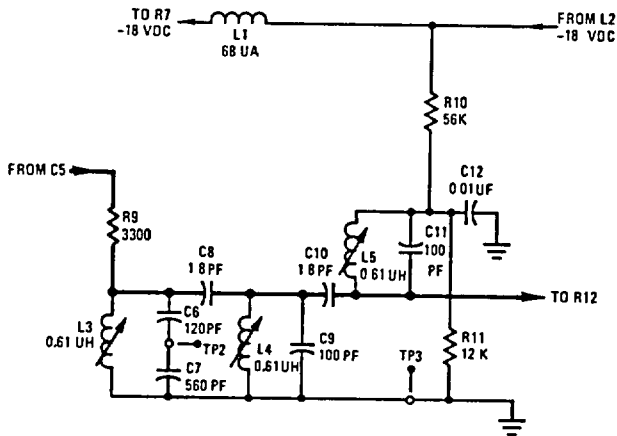 TO R7
-18 VDC
L1
68 UA
FROM L2
-18 VDC
R10
56K
FROM C5
C12
0 01UF
R9
3300
C8
1 8 PF
C10
1 8 PF
L5
0 61 UH
C11
100
PF
TO R12
L3
0.61 UH
C6
120PF
TP2
C7
560 PF
L4
0.61UH
C9
100 PF
TP3
R11
12 K